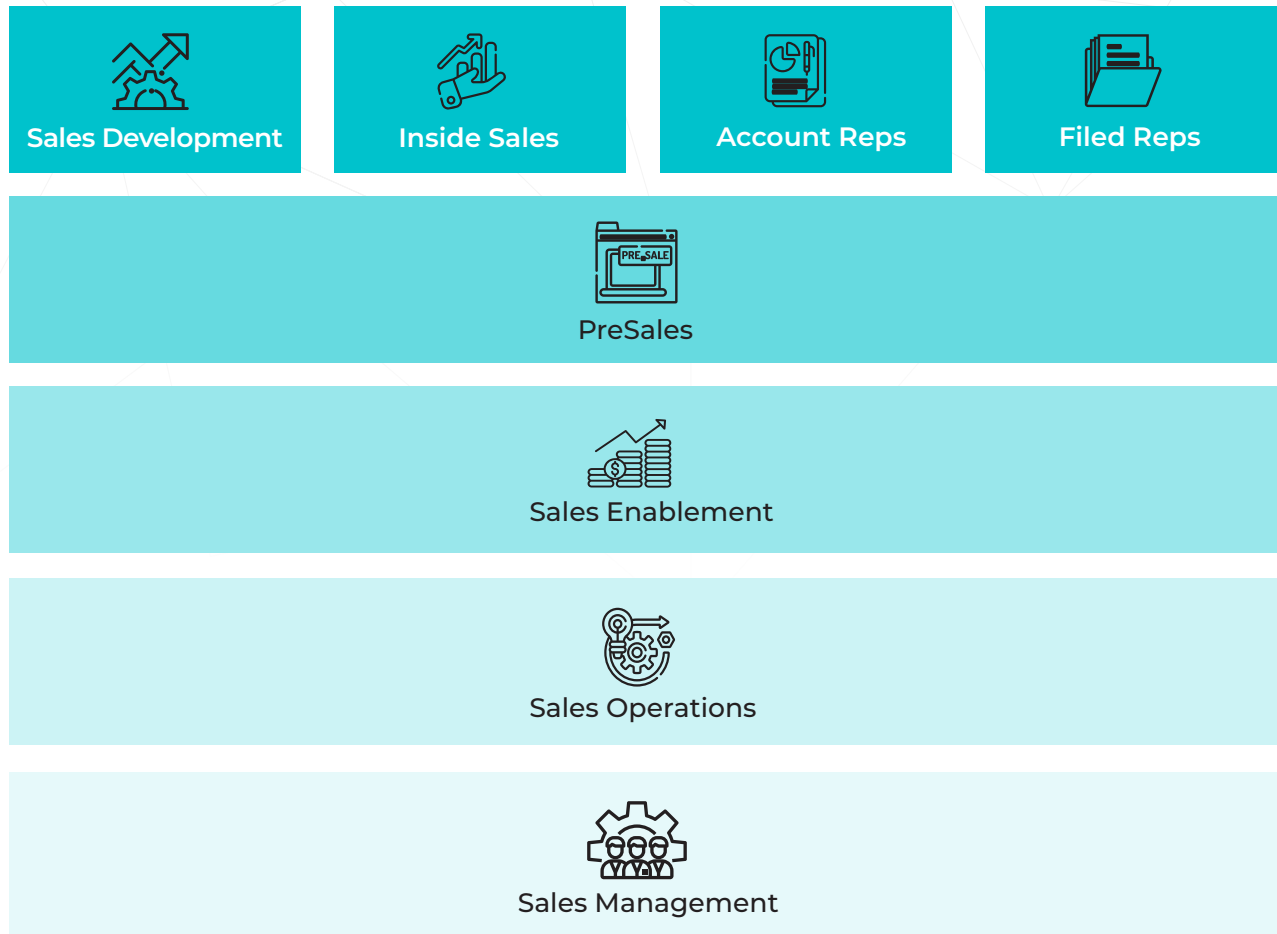 Sales Development
Inside Sales
Account Reps
Filed Reps
PRE SALE
PreSales
$
Sales Enablement
Sales Operations
Sales Management